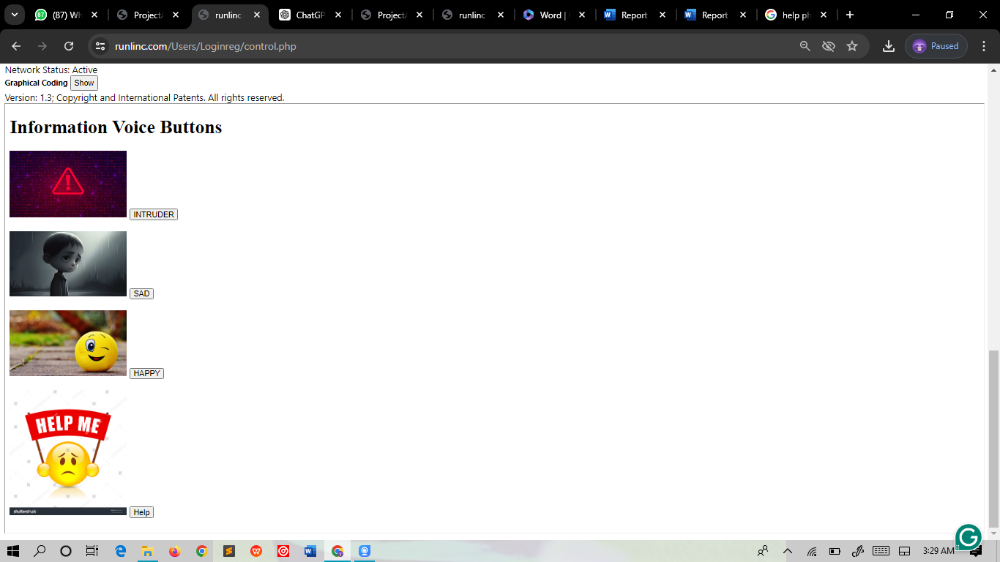 (87) Wh
Project/
runlinc
ChatGP
Project/
runlinc
Word |
Report
Report
help ph
runlinc.com/Users/Loginreg/control.php
Paused
Network Status: Active
Graphical Coding Show
Version: 1.3; Copyright and International Patents. All rights reserved.
Information Voice Buttons
INTRUDER
SAD
HAPPY
HELP ME
shutterstock
Help
3:29 AM